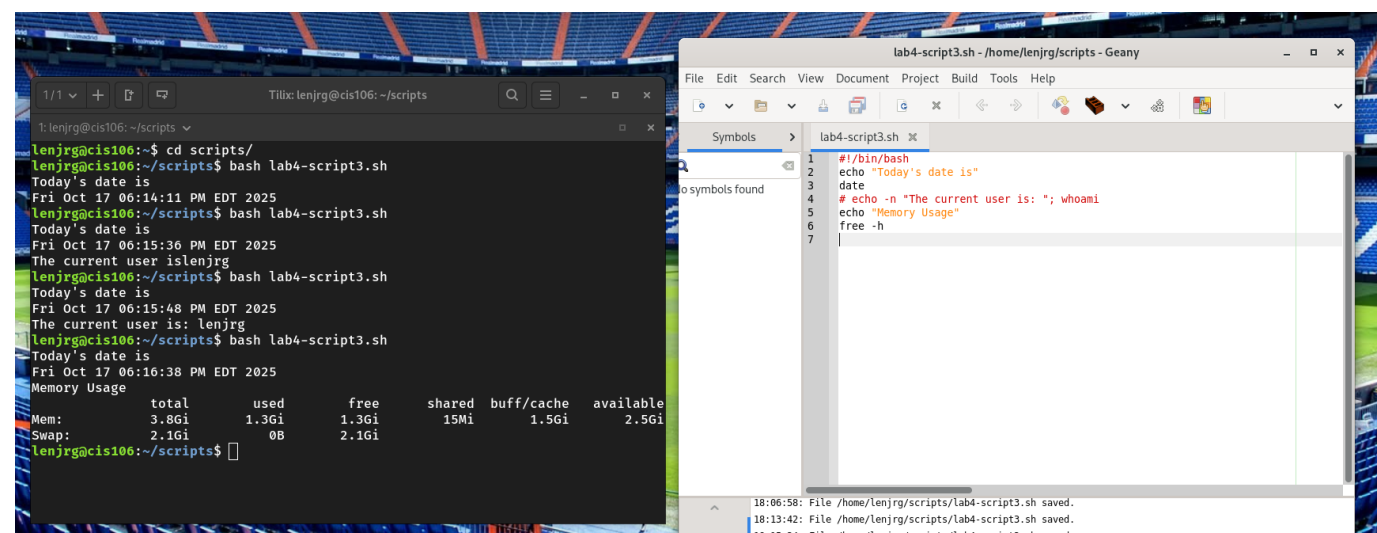 Realmadrid
1/1
Tilix: lenjrg@cis106: ~/scripts
1: lenjrg@cis106: ~/scripts
lenjrg@cis106:~$ cd scripts/
lenjrg@cis106:~/scripts$ bash lab4-script3.sh
Today's date is
Fri Oct 17 06:14:11 PM EDT 2025
lenjrg@cis106:~/scripts$ bash lab4-script3.sh
Today's date is
Fri Oct 17 06:15:36 PM EDT 2025
The current user islenjrg
lenjrg@cis106:~/scripts$ bash lab4-script3.sh
Today's date is
Fri Oct 17 06:15:48 PM EDT 2025
The current user is: lenjrg
lenjrg@cis106:~/scripts$ bash lab4-script3.sh
Today's date is
Fri Oct 17 06:16:38 PM EDT 2025
Memory Usage
total used free shared buff/cache available
Mem: 3.8Gi 1.3Gi 1.3Gi 15Mi 1.5Gi 2.5Gi
Swap: 2.1Gi 0B 2.1Gi
lenjrg@cis106:~/scripts$
lab4-script3.sh - /home/lenjrg/scripts - Geany
File Edit Search View Document Project Build Tools Help
Symbols
lab4-script3.sh
o symbols found
1 #!/bin/bash
2 echo "Today's date is"
3 date
4 # echo -n "The current user is: "; whoami
5 echo "Memory Usage"
6 free -h
7
18:06:58: File /home/lenjrg/scripts/lab4-script3.sh saved.
18:13:42: File /home/lenjrg/scripts/lab4-script3.sh saved.